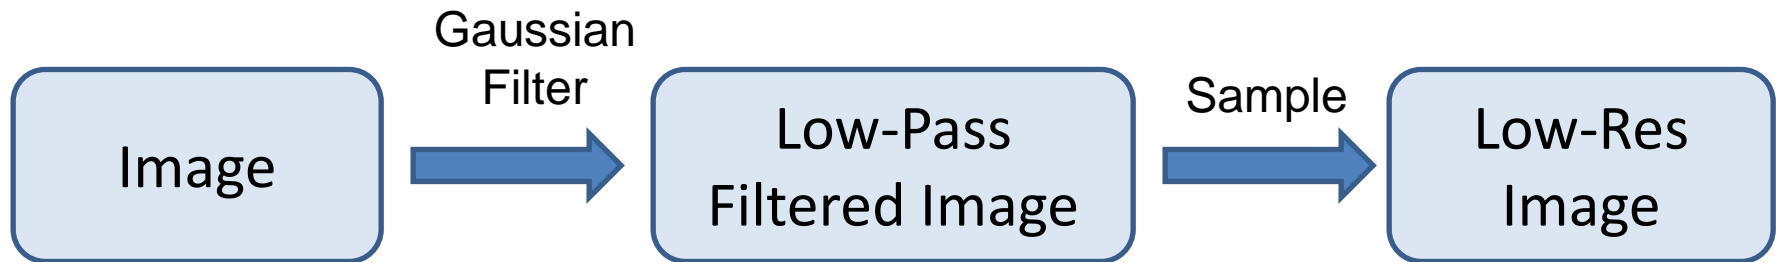 Image
Gaussian
Filter
Low-Pass
Filtered Image
Sample
Low-Res
Image